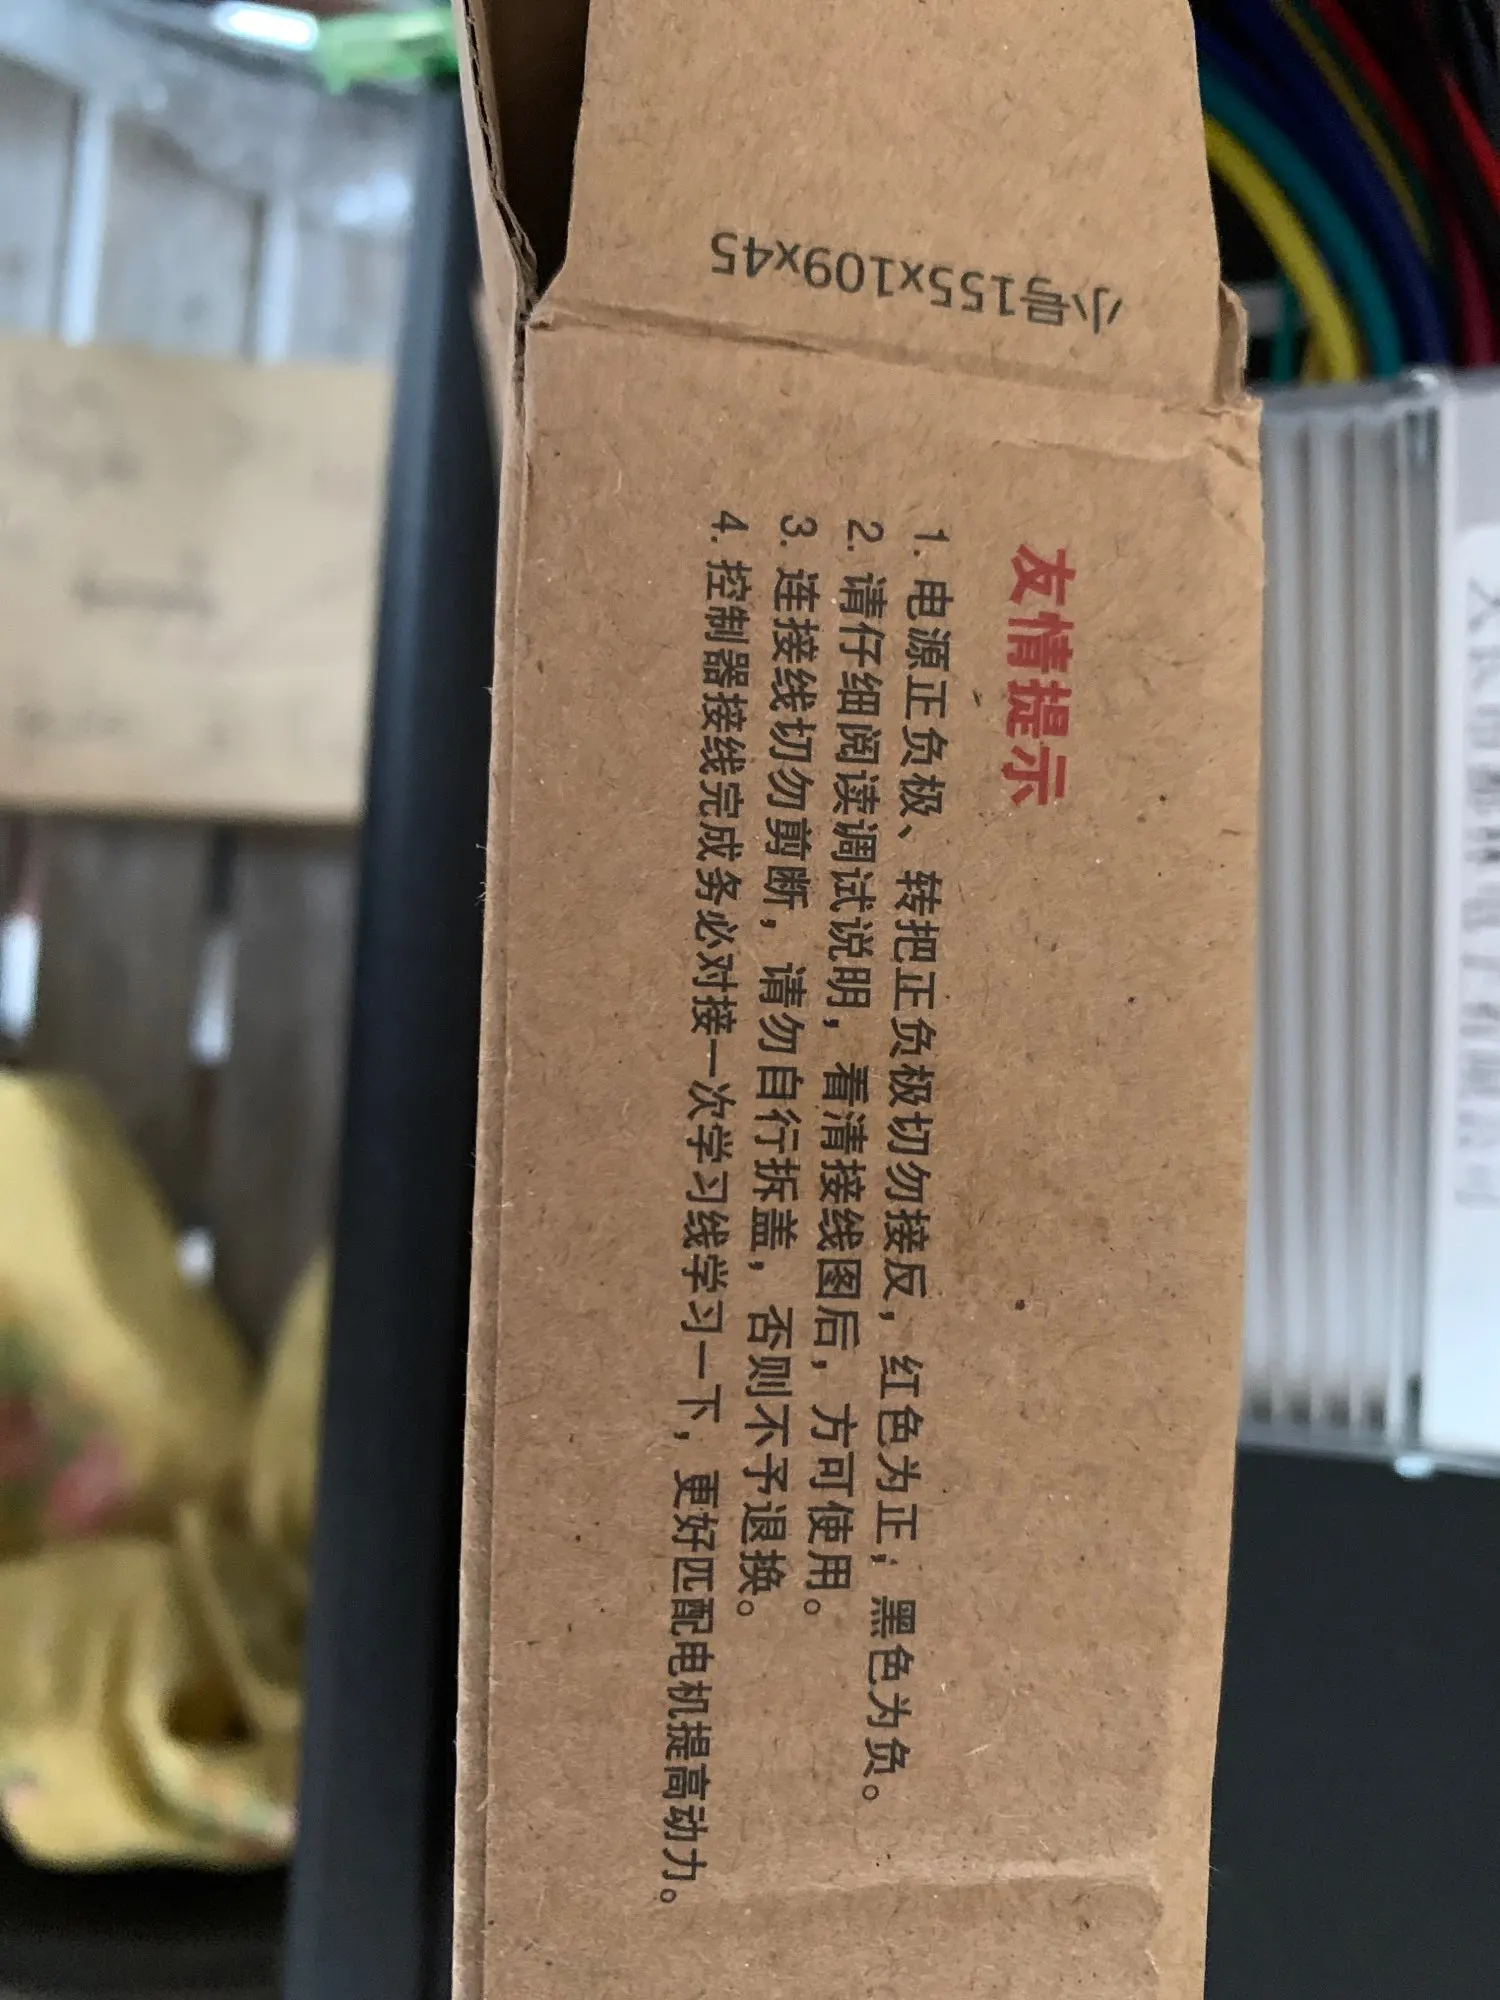 小号155x109x45
友情提示
1. 电源正负极、转把正负极切勿接反，红色为正；黑色为负。
2. 请仔细阅读调试说明，看清接线图后，方可使用。
3. 连接线切勿剪断，请勿自行拆盖，否则不予退换。
4. 控制器接线完成务必对接一次学习线学习一下，更好匹配电机提高动力。